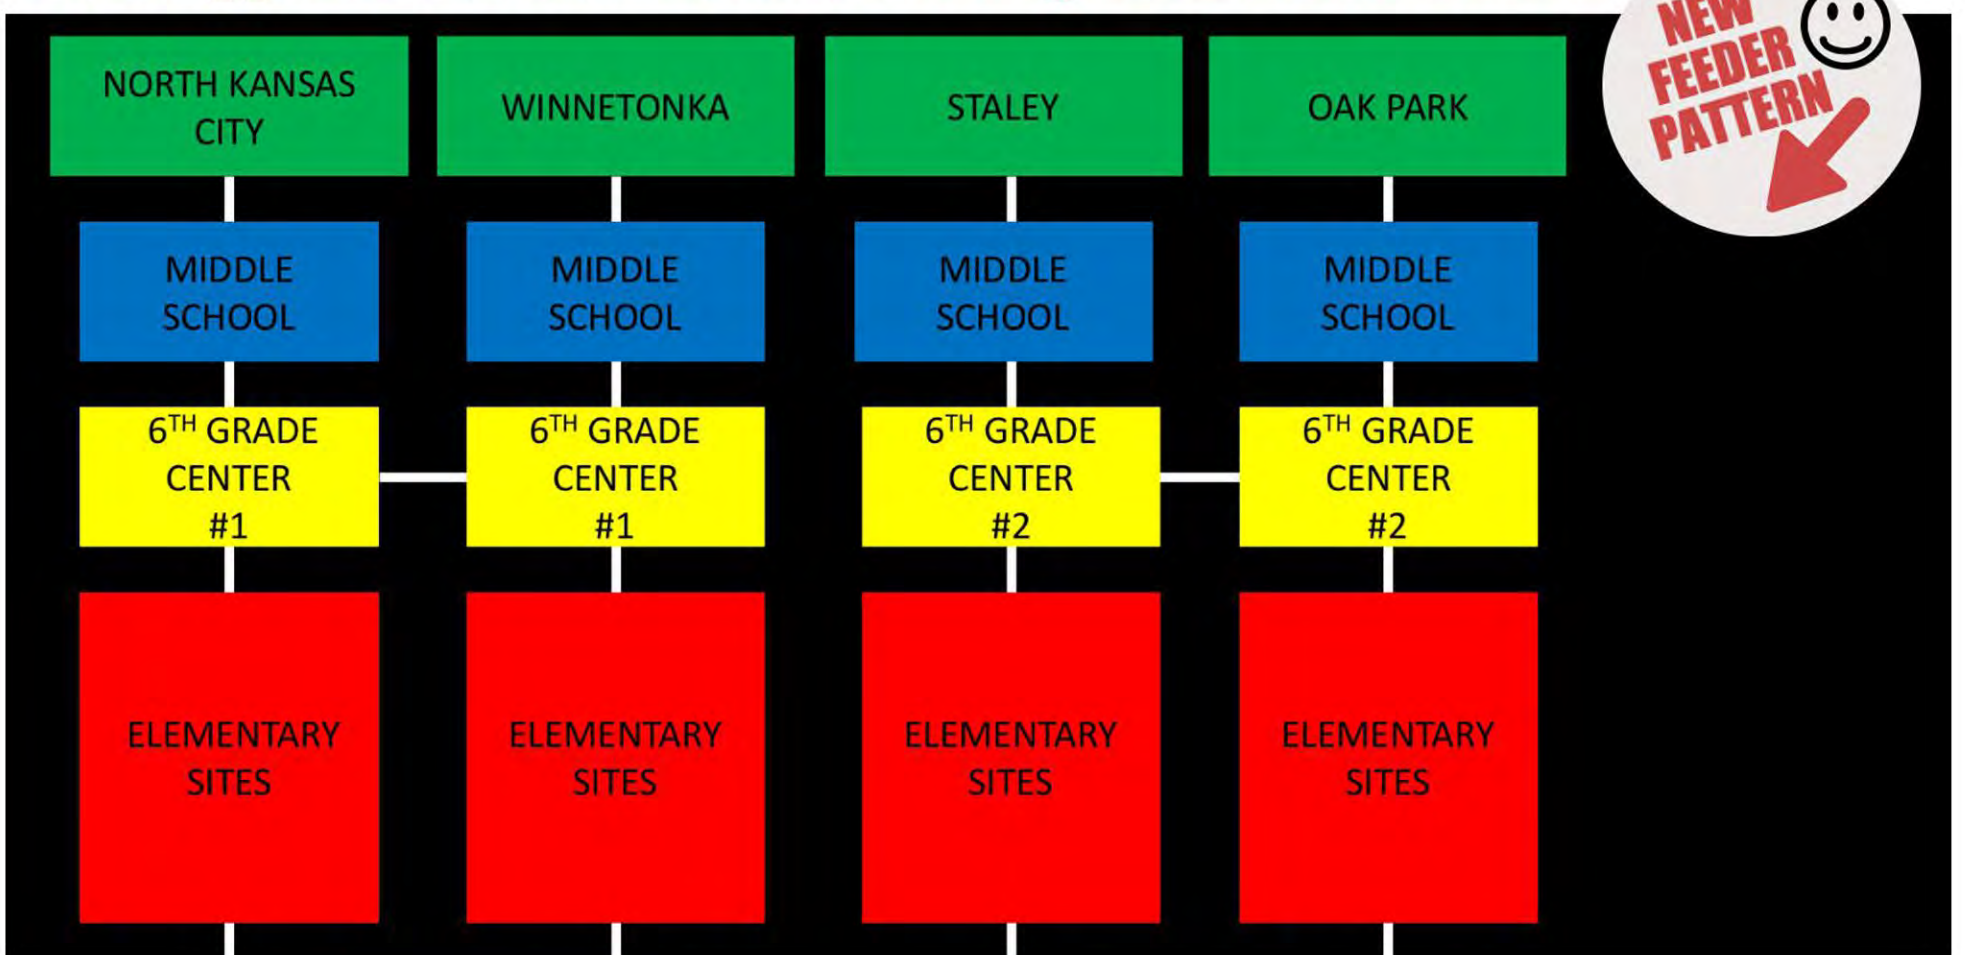 NEW
FEEDER
PATTERN
NORTH KANSAS
CITY
WINNETONKA
STALEY
OAK PARK
MIDDLE
SCHOOL
MIDDLE
SCHOOL
MIDDLE
SCHOOL
MIDDLE
SCHOOL
6TH GRADE
CENTER
#1
6TH GRADE
CENTER
#1
6TH GRADE
CENTER
#2
6TH GRADE
CENTER
#2
ELEMENTARY
SITES
ELEMENTARY
SITES
ELEMENTARY
SITES
ELEMENTARY
SITES